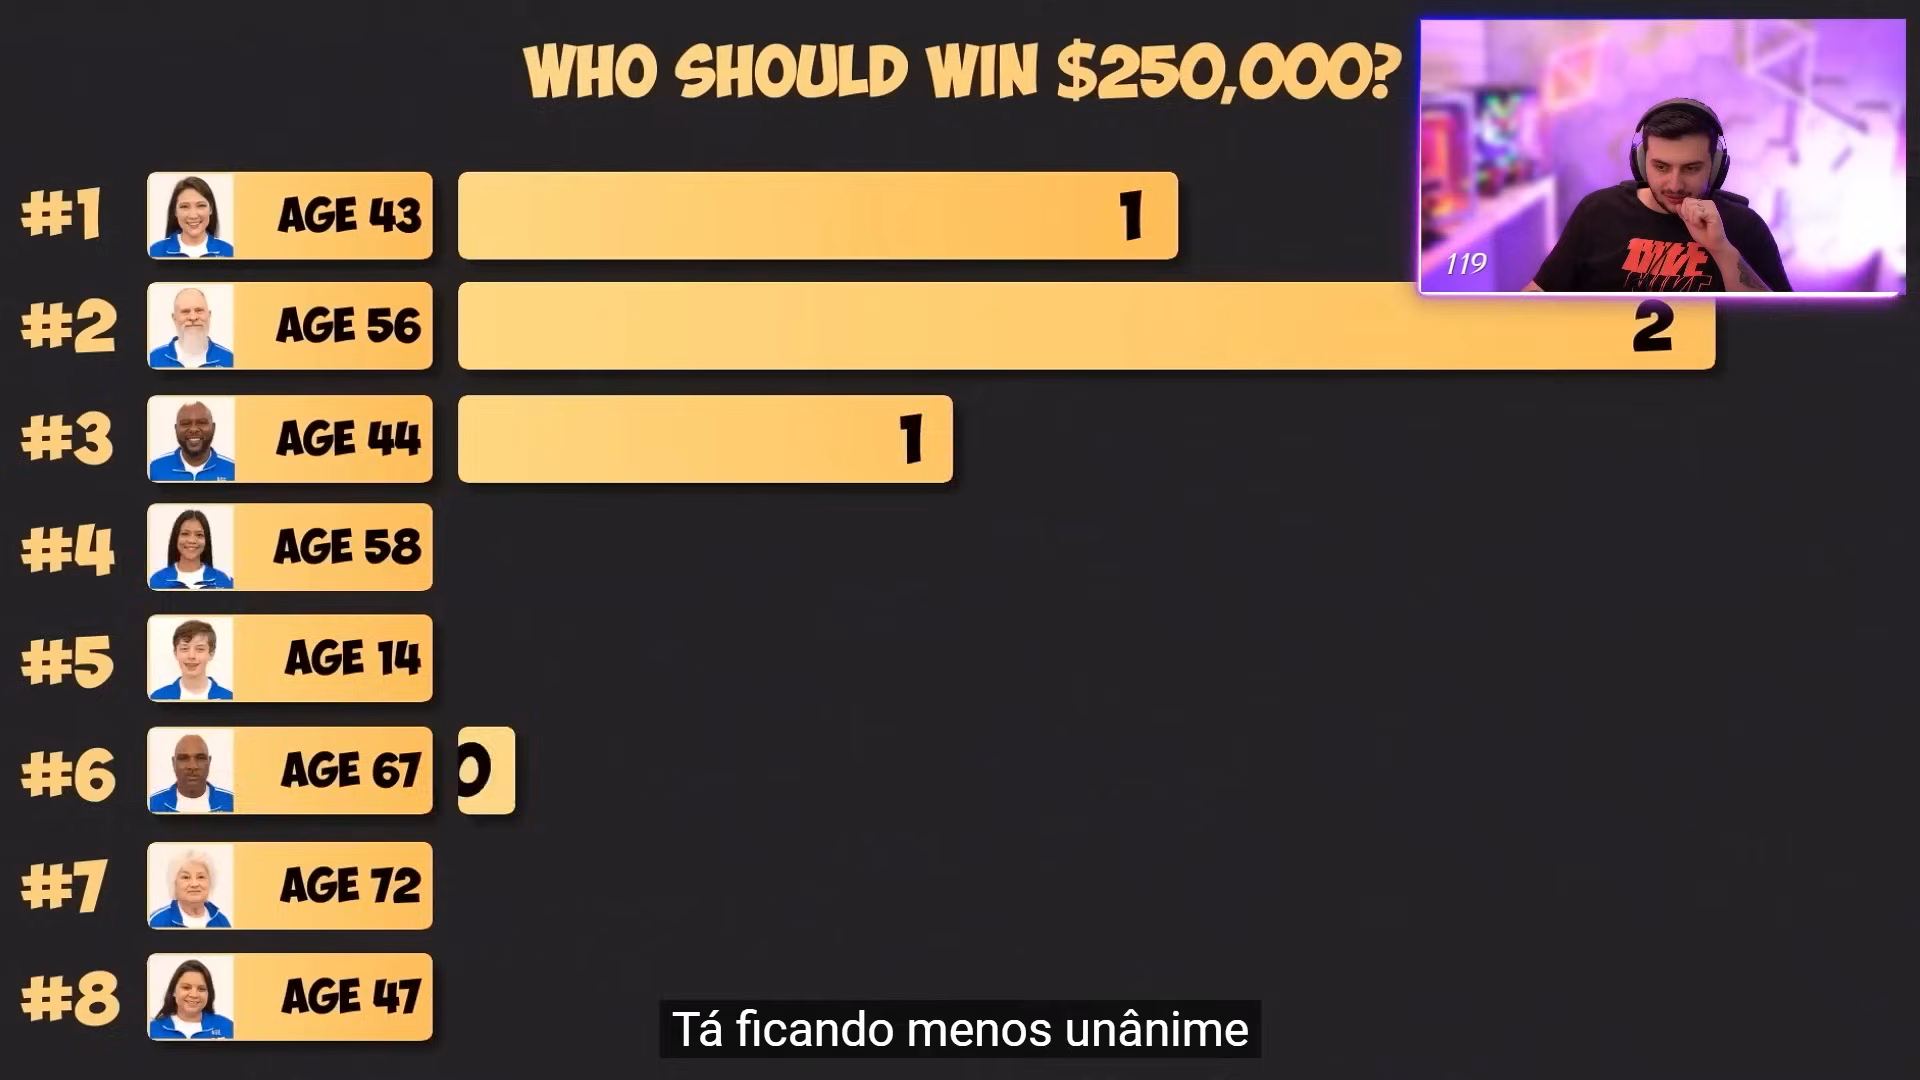 WHO SHOULD WIN $250,000?
#1 AGE 43 1
119
#2 AGE 56 2
#3 AGE 44 1
#4 AGE 58
#5 AGE 14
#6 AGE 67 0
#7 AGE 72
#8 AGE 47
Tá ficando menos unânime